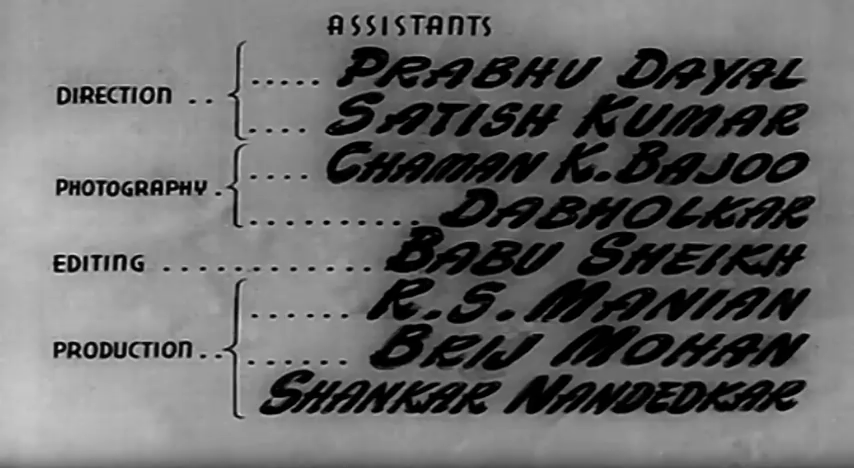 ASSISTANTS
DIRECTION .. { ..... PRABHU DAYAL
.... SATISH KUMAR
PHOTOGRAPHY . { .... CHAMAN K. BAJOO
........... DABHOLKAR
EDITING ............. BABU SHEIKH
PRODUCTION .. { ...... R. S. MANIAN
...... BRIJ MOHAN
SHANKAR NANDEDKAR